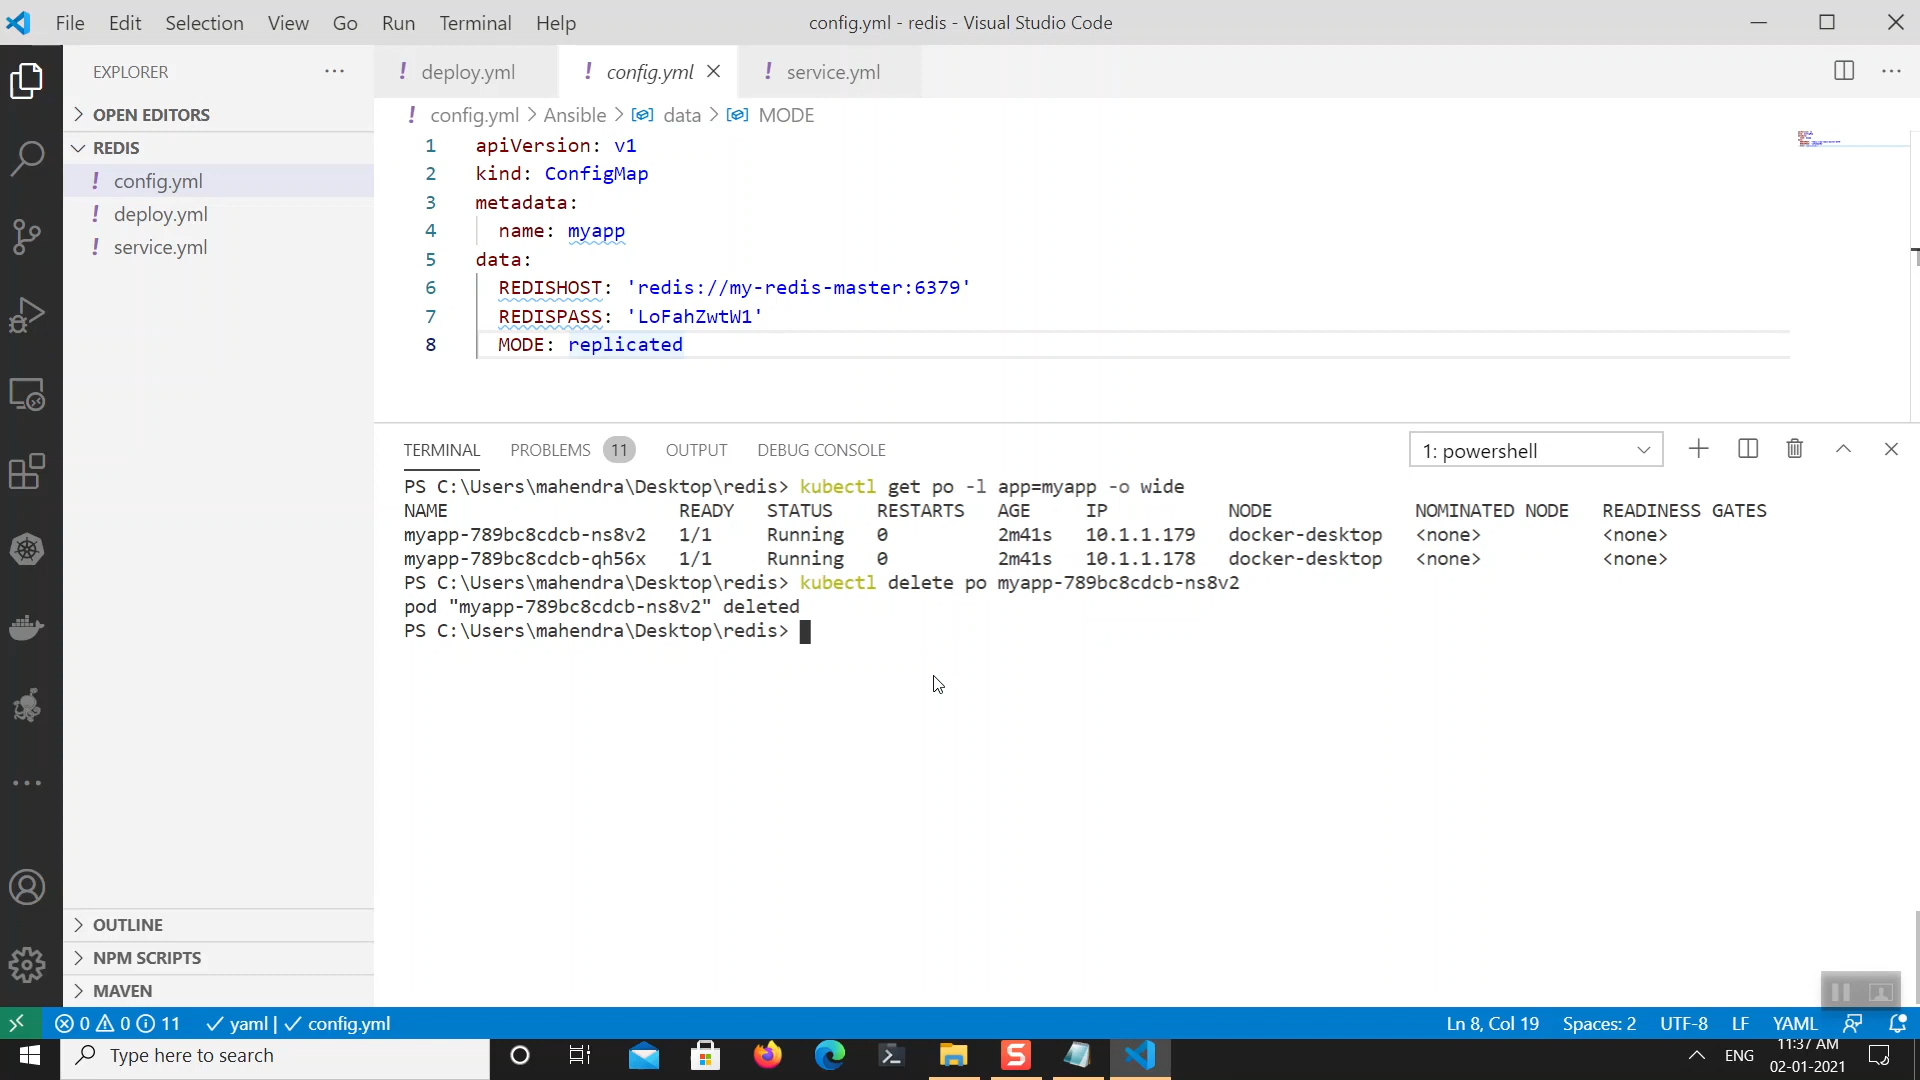 File Edit Selection View Go Run Terminal Help
config.yml - redis - Visual Studio Code
EXPLORER
OPEN EDITORS
REDIS
! config.yml
! deploy.yml
! service.yml
OUTLINE
NPM SCRIPTS
MAVEN
! deploy.yml
! config.yml
! service.yml
! config.yml > Ansible > data > MODE
1 apiVersion: v1
2 kind: ConfigMap
3 metadata:
4 name: myapp
5 data:
6 REDISHOST: 'redis://my-redis-master:6379'
7 REDISPASS: 'LoFahZwtW1'
8 MODE: replicated
TERMINAL PROBLEMS 11 OUTPUT DEBUG CONSOLE
1: powershell
PS C:\Users\mahendra\Desktop\redis> kubectl get po -l app=myapp -o wide
NAME READY STATUS RESTARTS AGE IP NODE NOMINATED NODE READINESS GATES
myapp-789bc8cdcb-ns8v2 1/1 Running 0 2m41s 10.1.1.179 docker-desktop <none> <none>
myapp-789bc8cdcb-qh56x 1/1 Running 0 2m41s 10.1.1.178 docker-desktop <none> <none>
PS C:\Users\mahendra\Desktop\redis> kubectl delete po myapp-789bc8cdcb-ns8v2
pod "myapp-789bc8cdcb-ns8v2" deleted
PS C:\Users\mahendra\Desktop\redis>
0 0 11 yaml | config.yml
Ln 8, Col 19 Spaces: 2 UTF-8 LF YAML
Type here to search
ENG
11:37 AM
02-01-2021